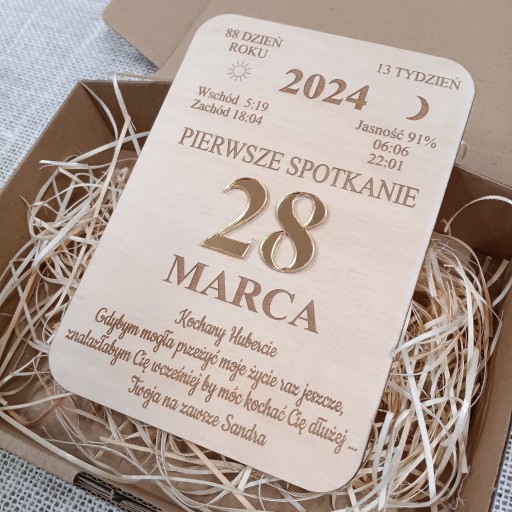 88 DZIEŃ
ROKU
13 TYDZIEŃ
2024
Wschód 5:19
Zachód 18:04
Jasność 91%
06:06
22:01
PIERWSZE SPOTKANIE
28
MARCA
Kochany Hubercie
Gdybym mogła przeżyć moje życie raz jeszcze,
znalazłabym Cię wcześniej by móc kochać Cię dłużej ...
Twoja na zawsze Sandra